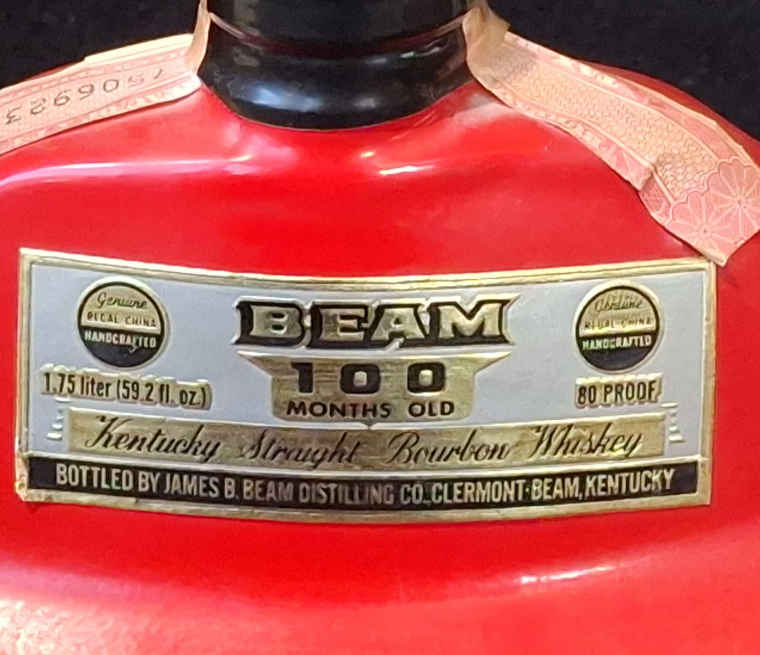 7506923
Genuine
REGAL CHINA
HANDCRAFTED
BEAM
Genuine
REGAL CHINA
HANDCRAFTED
100
MONTHS OLD
1.75 liter (59.2 fl. oz.)
80 PROOF
Kentucky Straight Bourbon Whiskey
BOTTLED BY JAMES B. BEAM DISTILLING CO., CLERMONT·BEAM, KENTUCKY